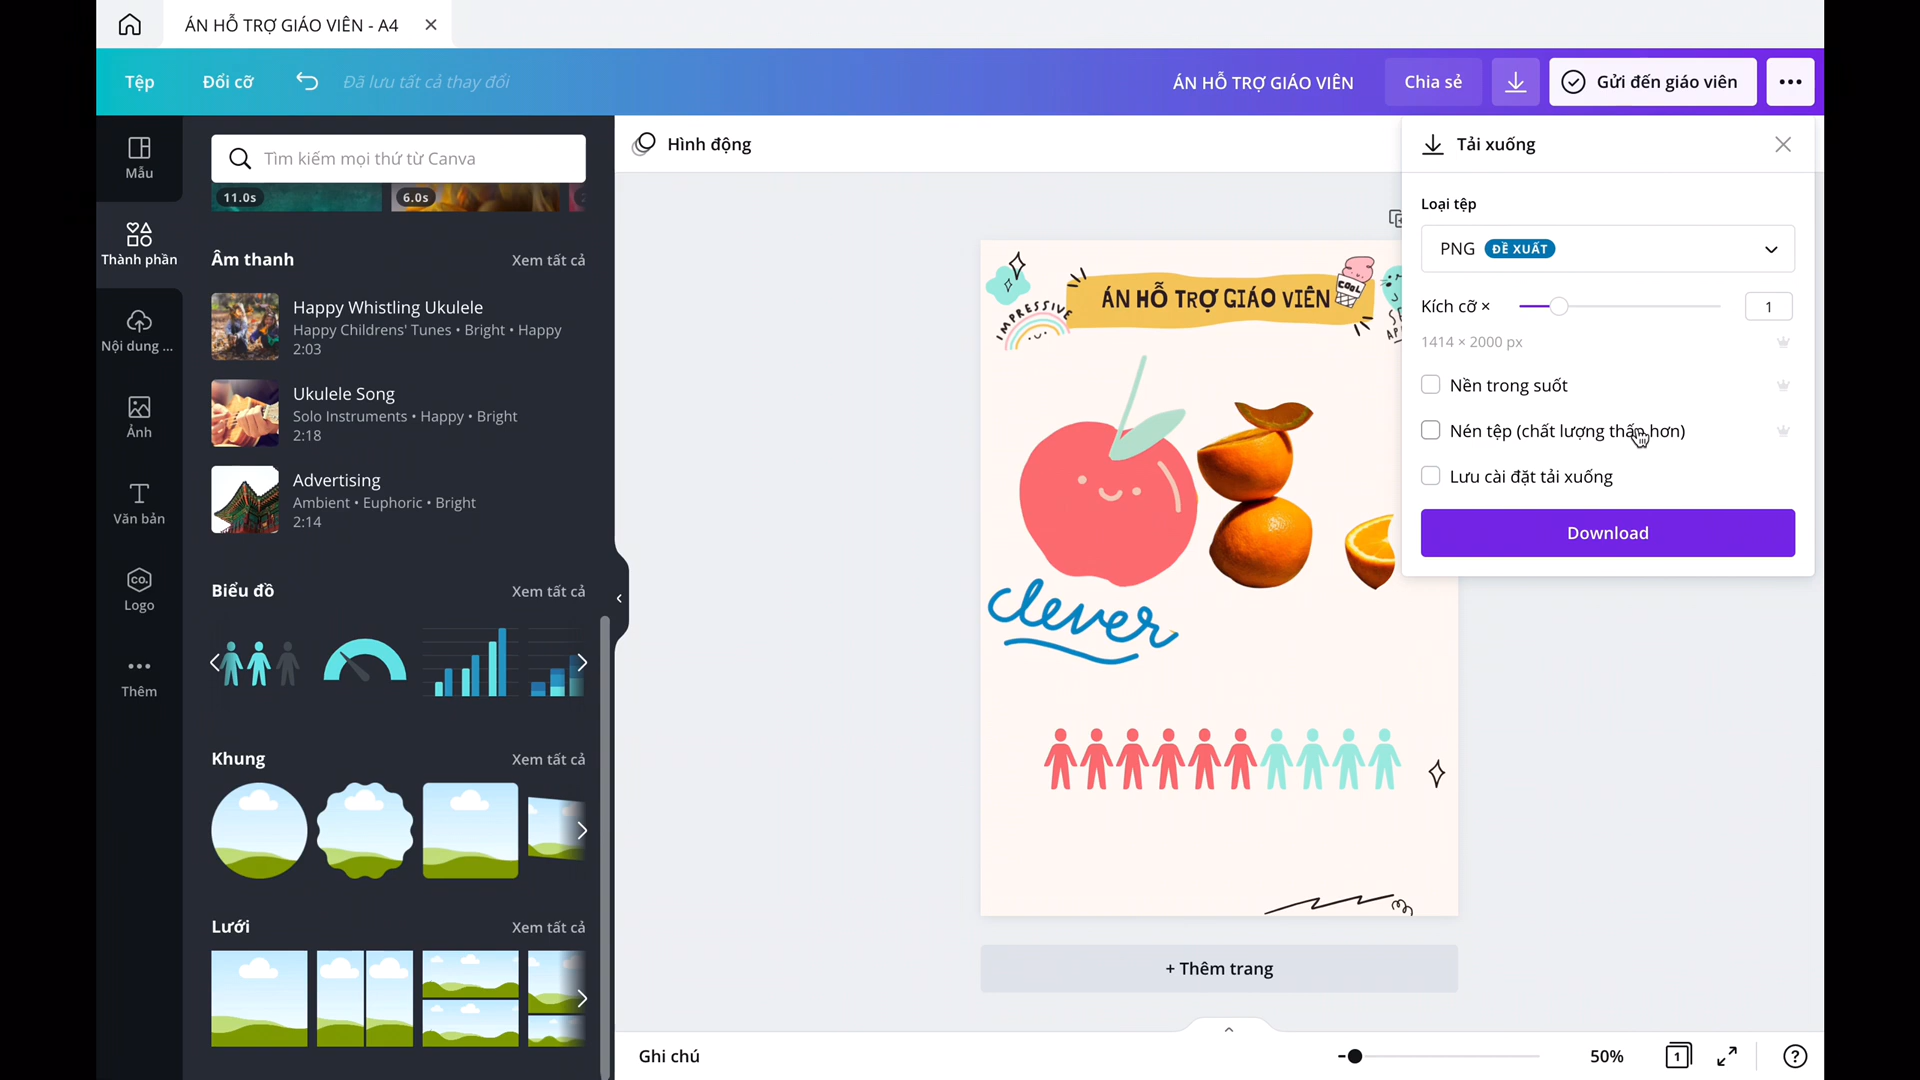 ÁN HỖ TRỢ GIÁO VIÊN - A4
Tệp
Đổi cỡ
Đã lưu tất cả thay đổi
ÁN HỖ TRỢ GIÁO VIÊN
Chia sẻ
Gửi đến giáo viên
Mẫu
Thành phần
Nội dung ...
Ảnh
Văn bản
CO.
Logo
Thêm
Tìm kiếm mọi thứ từ Canva
11.0s
6.0s
Âm thanh
Xem tất cả
Happy Whistling Ukulele
Happy Childrens' Tunes • Bright • Happy
2:03
Ukulele Song
Solo Instruments • Happy • Bright
2:18
Advertising
Ambient • Euphoric • Bright
2:14
Biểu đồ
Xem tất cả
Khung
Xem tất cả
Lưới
Xem tất cả
Hình động
IMPRESSIVE
ÁN HỖ TRỢ GIÁO VIÊN
COOL
clever
+ Thêm trang
Tải xuống
Loại tệp
PNG ĐỀ XUẤT
Kích cỡ ×
1
1414 × 2000 px
Nền trong suốt
Nén tệp (chất lượng thấp hơn)
Lưu cài đặt tải xuống
Download
Ghi chú
50%
1
?